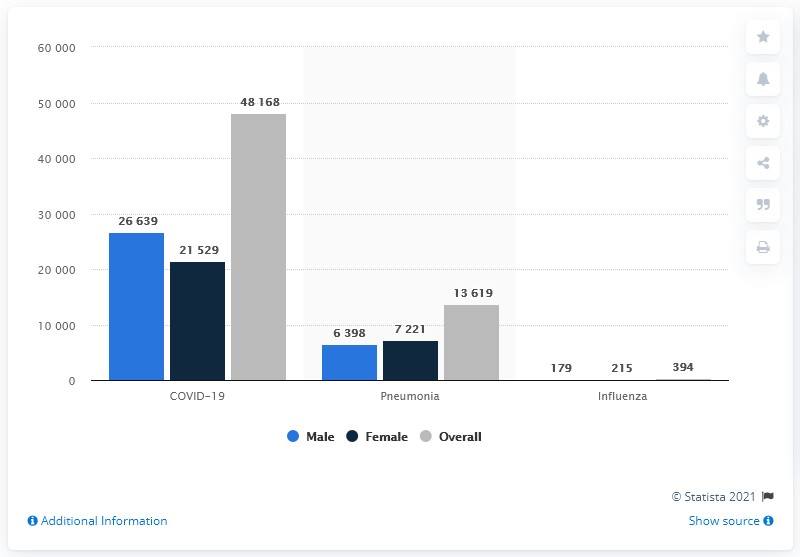 60 000
50 000
40 000
30 000
20 000
10 000
0
48 168
26 639
21 529
13 619
6 398
7 221
179
215
394
COVID-19
Pneumonia
Influenza
Male
Female
Overall
© Statista 2021
Additional Information
Show source